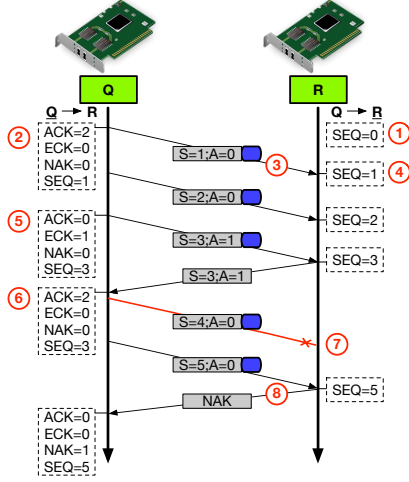 Q
R
Q → R
Q → R
ACK=2
ECK=0
NAK=0
SEQ=1
2
SEQ=0
1
S=1;A=0
3
SEQ=1
4
S=2;A=0
SEQ=2
5
ACK=0
ECK=1
NAK=0
SEQ=3
S=3;A=1
SEQ=3
S=3;A=1
6
ACK=2
ECK=0
NAK=0
SEQ=3
S=4;A=0
7
S=5;A=0
8
SEQ=5
NAK
ACK=0
ECK=0
NAK=1
SEQ=5